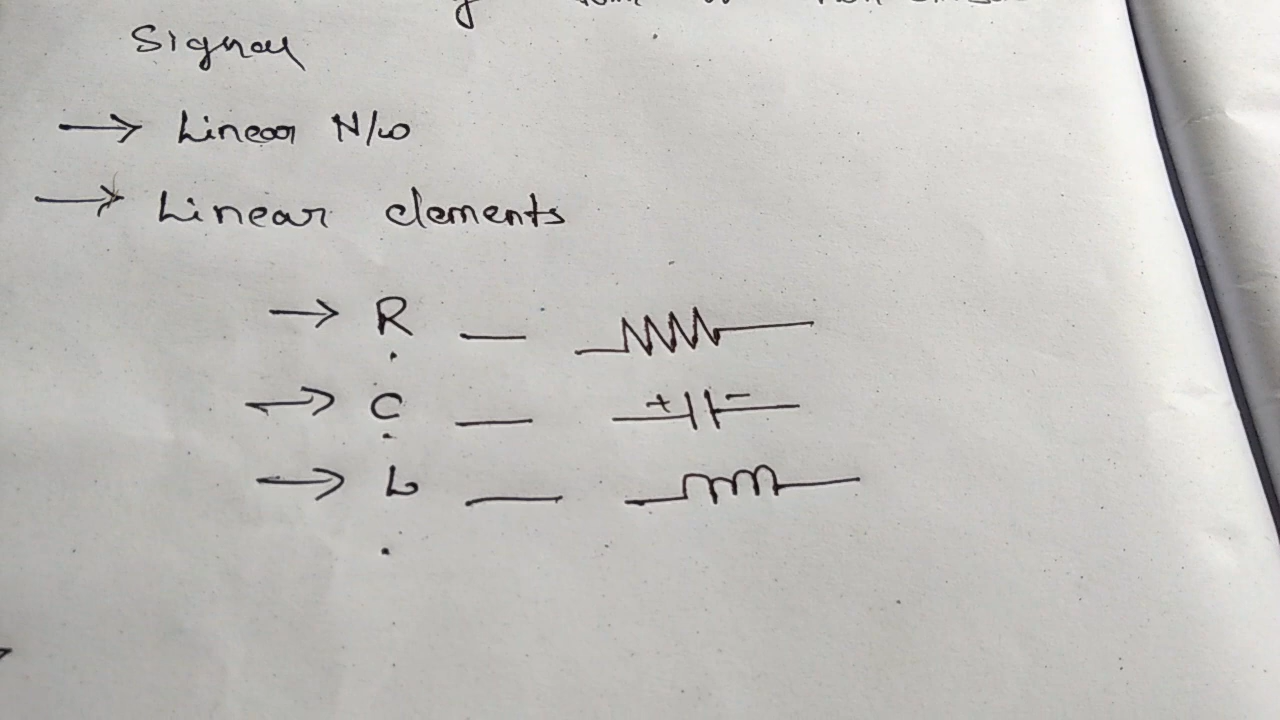 Signal
→ Linear N/w
→ Linear elements
→ R —
→ C — + -
→ L —